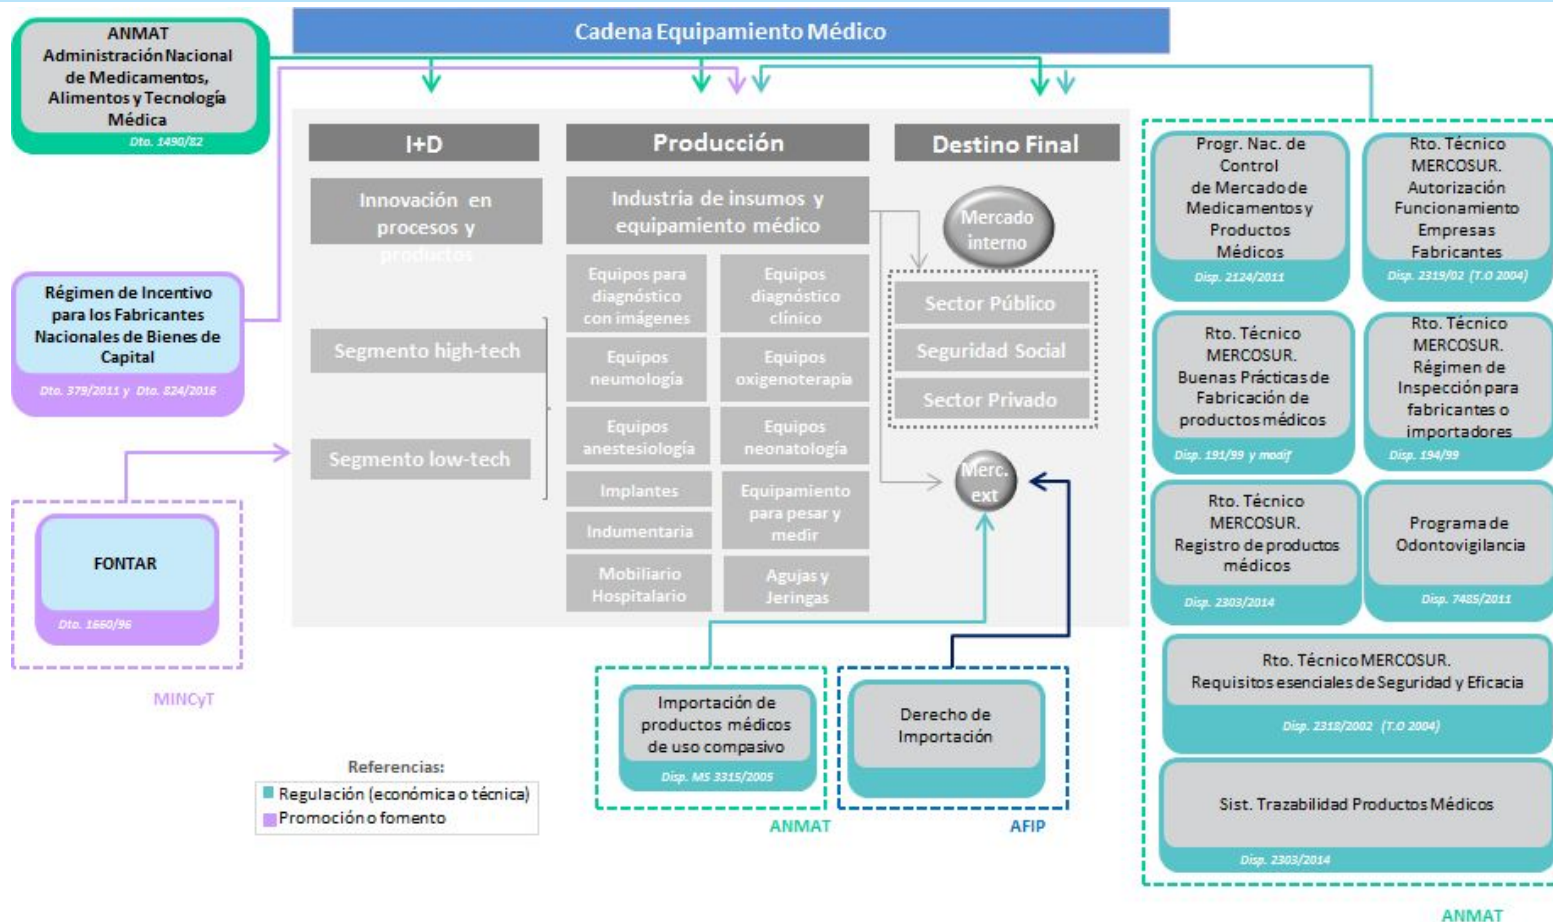 Cadena Equipamiento Médico
ANMAT
Administración Nacional
de Medicamentos,
Alimentos y Tecnología
Médica
Dto. 1490/82
Régimen de Incentivo
para los Fabricantes
Nacionales de Bienes de
Capital
Dto. 379/2011 y Dto. 824/2016
FONTAR
Dto. 1660/96
MINCyT
I+D
Innovación en
procesos y
productos
Segmento high-tech
Segmento low-tech
Producción
Industria de insumos y
equipamiento médico
Equipos para
diagnóstico
con imágenes
Equipos
diagnóstico
clínico
Equipos
neumología
Equipos
oxigenoterapia
Equipos
anestesiología
Equipos
neonatología
Implantes
Indumentaria
Equipamiento
para pesar y
medir
Mobiliario
Hospitalario
Agujas y
Jeringas
Destino Final
Mercado
interno
Sector Público
Seguridad Social
Sector Privado
Merc.
ext
Progr. Nac. de
Control
de Mercado de
Medicamentos y
Productos
Médicos
Disp. 2124/2011
Rto. Técnico
MERCOSUR.
Autorización
Funcionamiento
Empresas
Fabricantes
Disp. 2319/02 (T.O 2004)
Rto. Técnico
MERCOSUR.
Buenas Prácticas de
Fabricación de
productos médicos
Disp. 191/99 y modif
Rto. Técnico
MERCOSUR.
Régimen de
Inspección para
fabricantes o
importadores
Disp. 194/99
Rto. Técnico
MERCOSUR.
Registro de productos
médicos
Disp. 2303/2014
Programa de
Odontovigilancia
Disp. 7485/2011
Rto. Técnico MERCOSUR.
Requisitos esenciales de Seguridad y Eficacia
Disp. 2318/2002 (T.O 2004)
Sist. Trazabilidad Productos Médicos
Disp. 2303/2014
ANMAT
Importación de
productos médicos
de uso compasivo
Disp. MS 3315/2005
ANMAT
Derecho de
Importación
AFIP
Referencias:
Regulación (económica o técnica)
Promoción o fomento